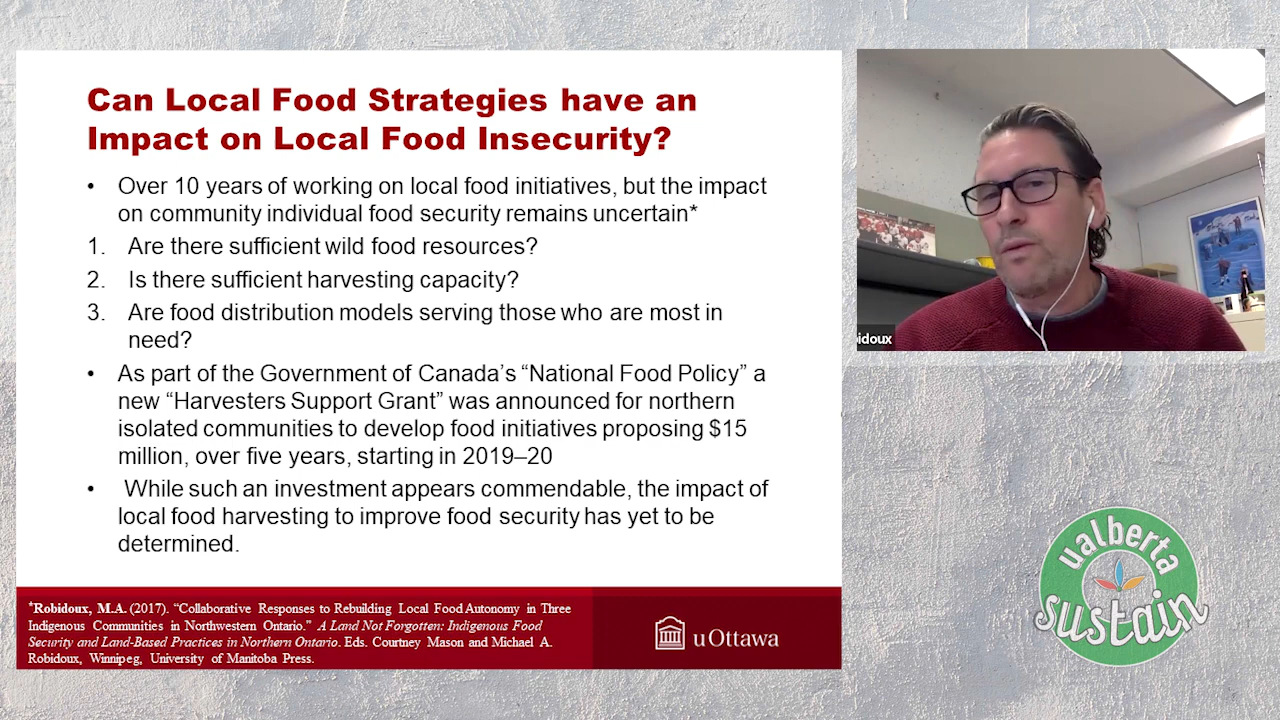 Can Local Food Strategies have an
Impact on Local Food Insecurity?
• Over 10 years of working on local food initiatives, but the impact
on community individual food security remains uncertain*
1. Are there sufficient wild food resources?
2. Is there sufficient harvesting capacity?
3. Are food distribution models serving those who are most in
need?
• As part of the Government of Canada’s “National Food Policy” a
new “Harvesters Support Grant” was announced for northern
isolated communities to develop food initiatives proposing $15
million, over five years, starting in 2019–20
• While such an investment appears commendable, the impact of
local food harvesting to improve food security has yet to be
determined.
*Robidoux, M.A. (2017). “Collaborative Responses to Rebuilding Local Food Autonomy in Three
Indigenous Communities in Northwestern Ontario.” A Land Not Forgotten: Indigenous Food
Security and Land-Based Practices in Northern Ontario. Eds. Courtney Mason and Michael A.
Robidoux, Winnipeg, University of Manitoba Press.
uOttawa
idoux
ualberta
sustain